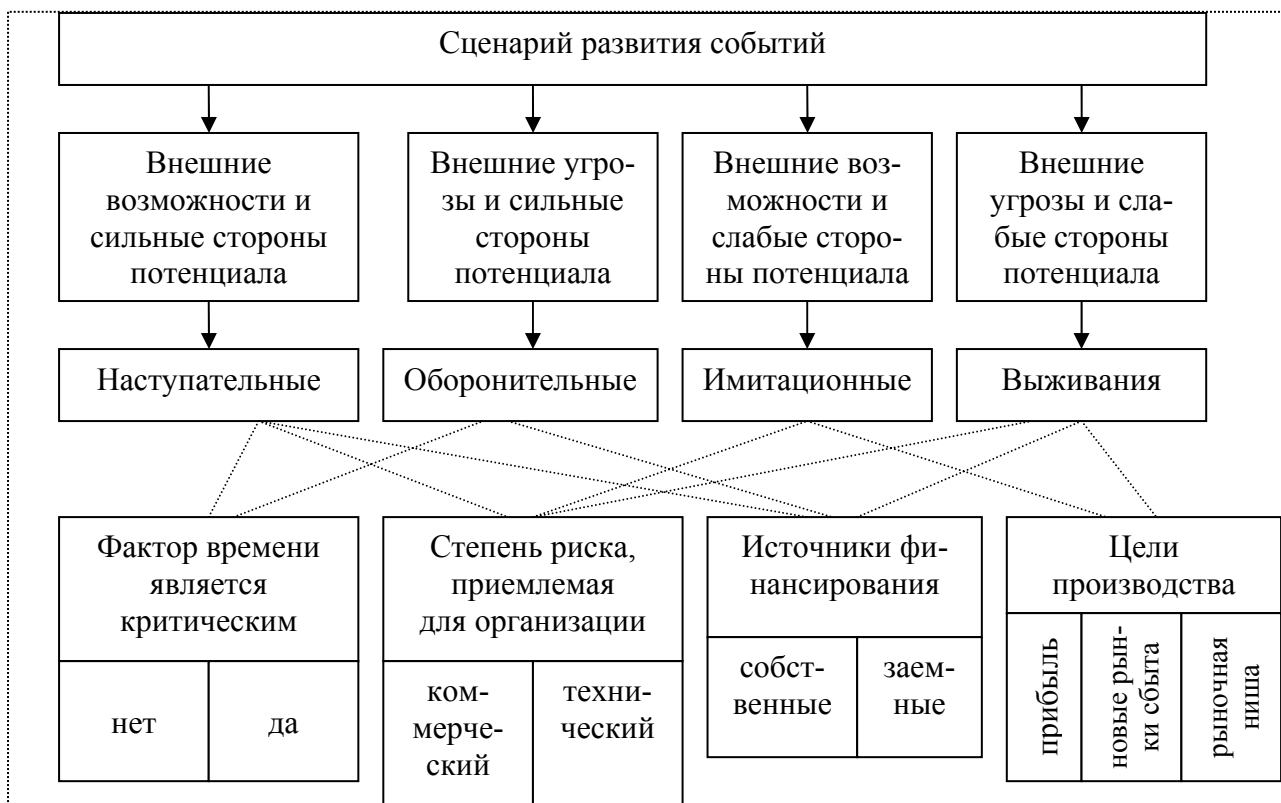 Сценарий развития событий
Внешние
возможности и
сильные стороны
потенциала
Внешние угро-
зы и сильные
стороны
потенциала
Внешние воз-
можности и
слабые сторо-
ны потенциала
Внешние
угрозы и сла-
бые стороны
потенциала
Наступательные
Оборонительные
Имитационные
Выживания
Фактор времени
является
критическим
нет
да
Степень риска,
приемлемая
для организации
ком-
мерче-
ский
техни-
ческий
Источники фи-
нансирования
собст-
венные
заем-
ные
Цели
производства
прибыль
новые рын-
ки сбыта
рыночная
ниша